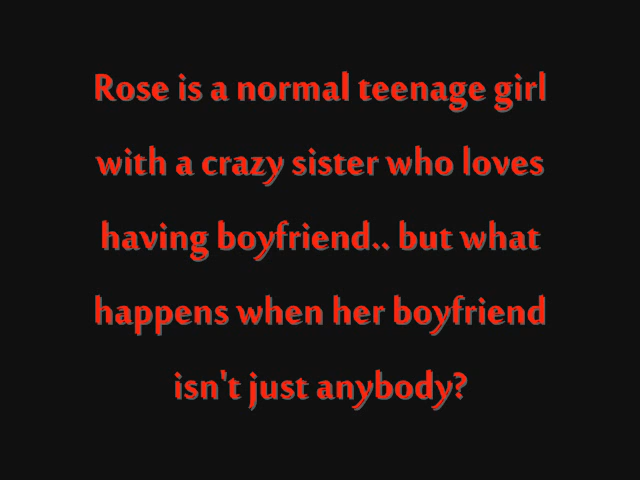 Rose is a normal teenage girl
with a crazy sister who loves
having boyfriend.. but what
happens when her boyfriend
isn't just anybody?